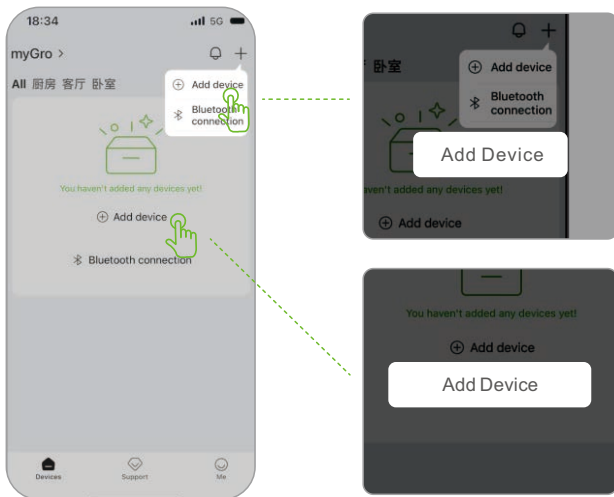 18:34
5G
myGro >
All 厨房 客厅 卧室
Add device
Bluetooth
connection
You haven't added any devices yet!
Add device
Bluetooth connection
Devices
Support
Me
卧室
Add device
Bluetooth
connection
Add Device
aven't added any devices yet!
Add device
You haven't added any devices yet!
Add device
Add Device